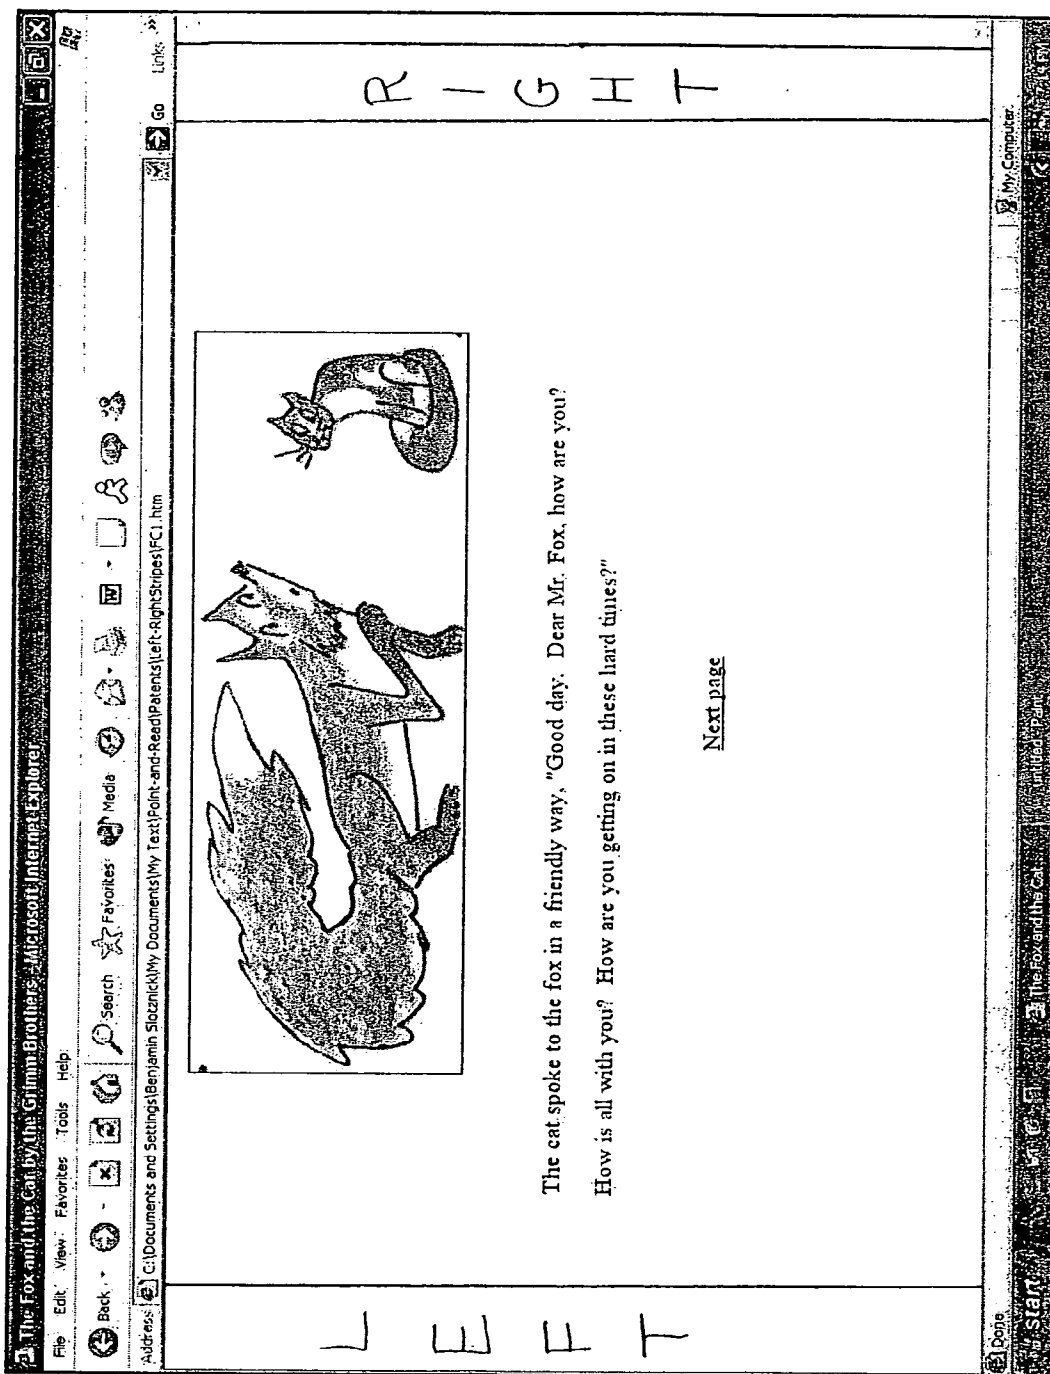 The Fox and the Cat by the Grimm Brothers - Microsoft Internet Explorer
File Edit View Favorites Tools Help
Back Search Favorites Media
Address C:\Documents and Settings\Benjamin Slotznick\My Documents\My Text\Point-and-Read\Patents\Left-RightStripes\FC1.htm Go Links »
LEFT
RIGHT
The cat spoke to the fox in a friendly way, "Good day. Dear Mr. Fox, how are you?
How is all with you? How are you getting on in these hard times?"
Next page
Done My Computer
start The Fox and the Cat